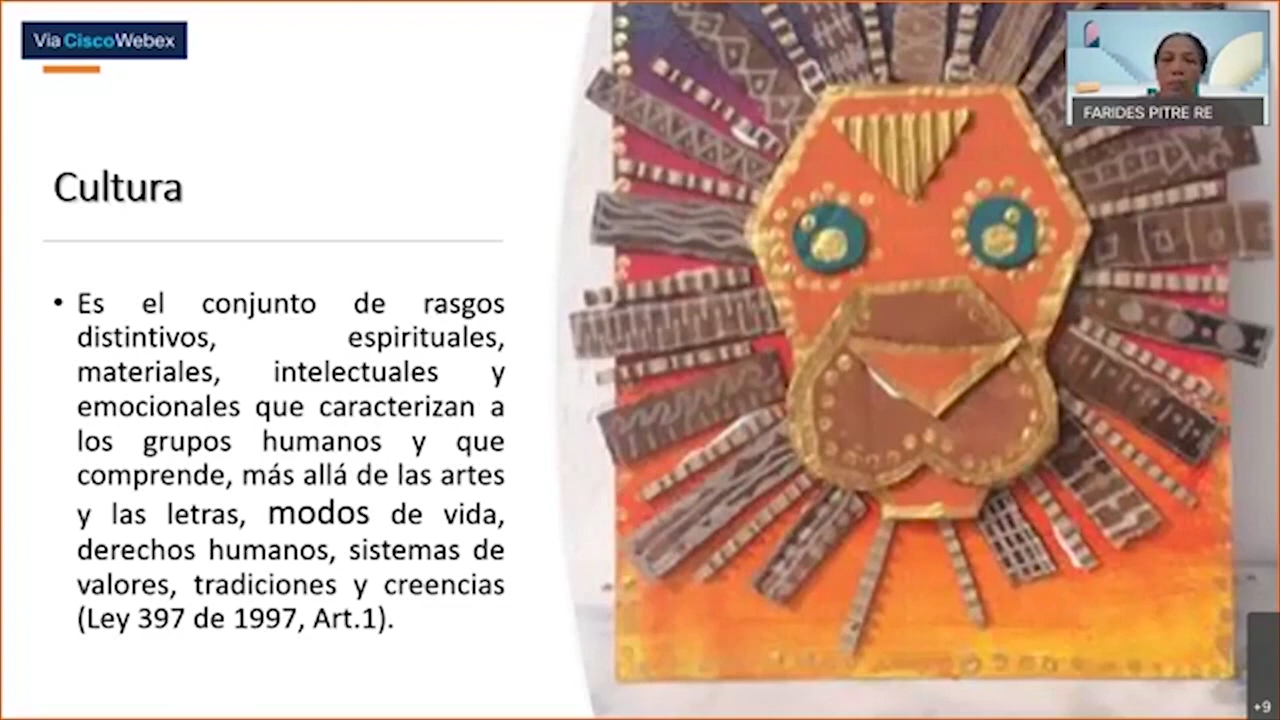 Via CiscoWebex
FARIDES PITRE RE
Cultura
• Es el conjunto de rasgos
distintivos, espirituales,
materiales, intelectuales y
emocionales que caracterizan a
los grupos humanos y que
comprende, más allá de las artes
y las letras, modos de vida,
derechos humanos, sistemas de
valores, tradiciones y creencias
(Ley 397 de 1997, Art.1).
+9